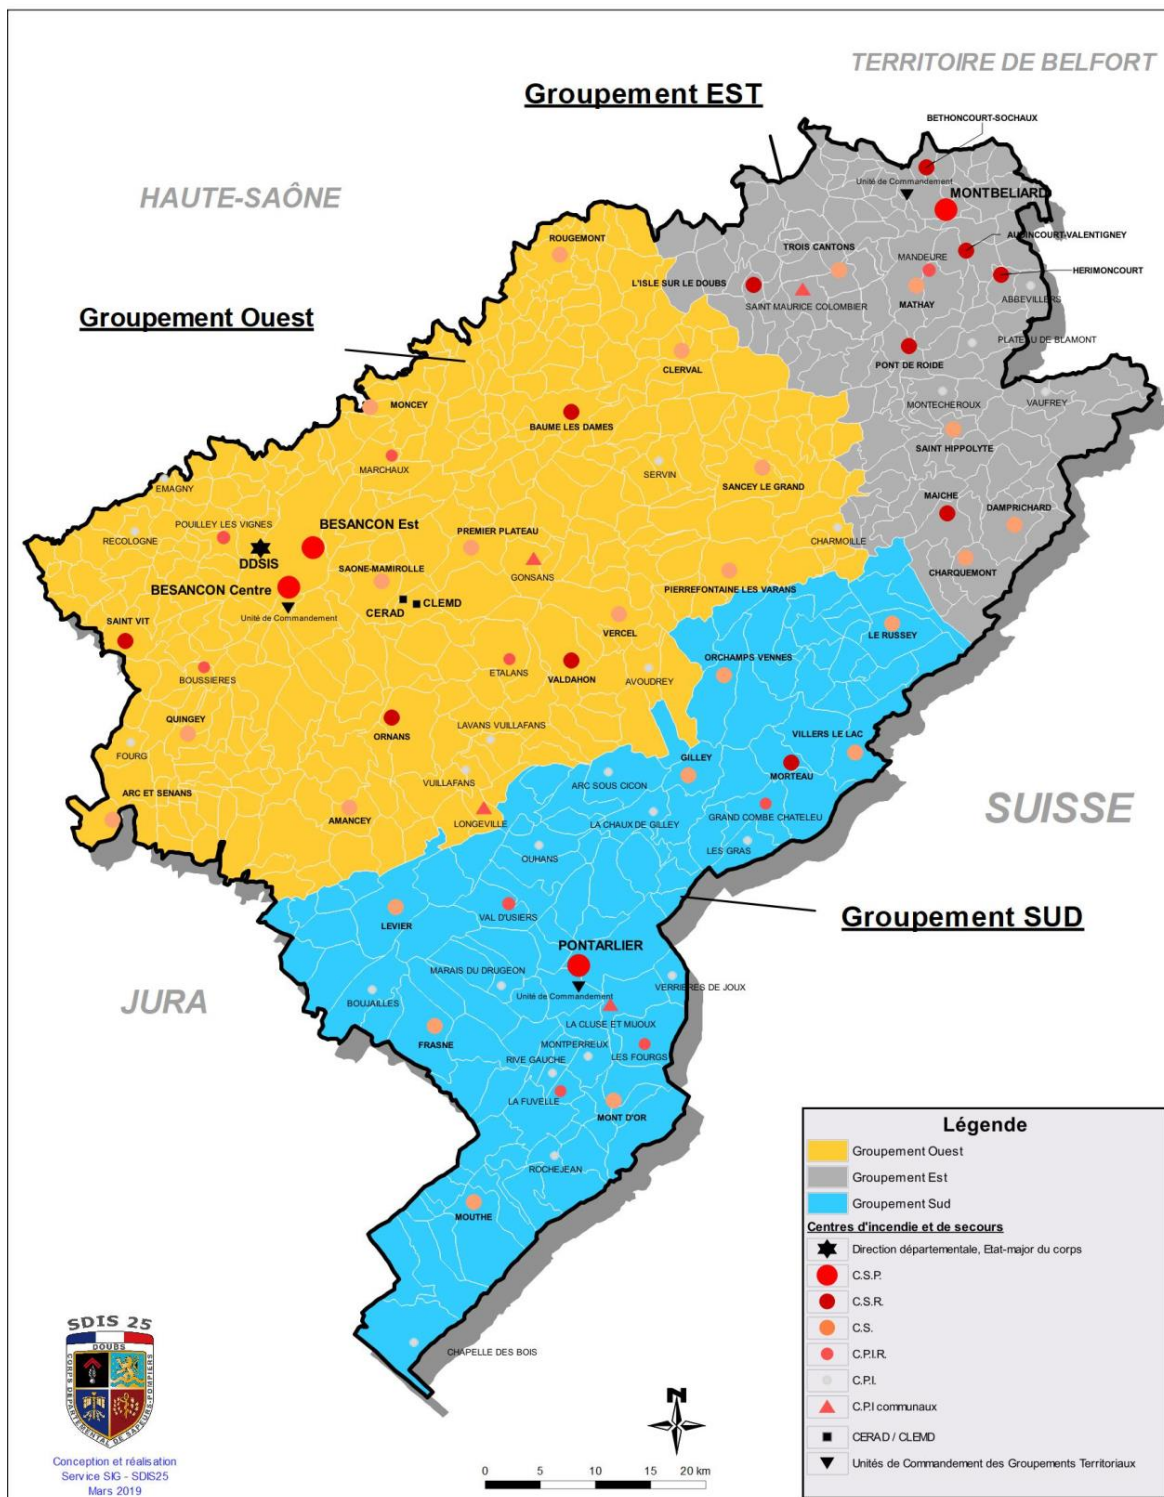 TERRITOIRE DE BELFORT
Groupement EST
BETHONCOURT-SOCHAUX
HAUTE-SAÔNE
Unité de Commandement
MONTBELIARD
ROUGEMONT
TROIS CANTONS
AUDINCOURT-VALENTIGNEY
MANDEURE
HERIMONCOURT
L'ISLE SUR LE DOUBS
SAINT MAURICE COLOMBIER
MATHAY
ABBEVILLERS
Groupement Ouest
PLATEAU DE BLAMONT
PONT DE ROIDE
CLERVAL
MONTECHEROUX
VAUFREY
MONCEY
BAUME LES DAMES
SAINT HIPPOLYTE
MARCHAUX
SERVIN
SANCEY LE GRAND
EMAGNY
MAICHE
DAMPRICHARD
POUILLEY LES VIGNES
BESANCON Est
PREMIER PLATEAU
RECOLOGNE
CHARMOILLE
DDSIS
SAONE-MAMIROLLE
GONSANS
CHARQUEMONT
BESANCON Centre
PIERREFONTAINE LES VARANS
CERAD
CLEMD
Unité de Commandement
SAINT VIT
VERCEL
LE RUSSEY
ORCHAMPS VENNES
BOUSSIERES
ETALANS
VALDAHON
AVOUDREY
QUINGEY
LAVANS VUILLAFANS
ORNANS
VILLERS LE LAC
FOURG
GILLEY
MORTEAU
VUILLAFANS
ARC SOUS CICON
ARC ET SENANS
AMANCEY
LONGEVILLE
LA CHAUX DE GILLEY
GRAND COMBE CHATELEU
SUISSE
OUHANS
LES GRAS
LEVIER
VAL D'USIERS
Groupement SUD
PONTARLIER
MARAIS DU DRUGEON
JURA
BOUJAILLES
Unité de Commandement
VERRIERES DE JOUX
LA CLUSE ET MIJOUX
FRASNE
MONTPERREUX
RIVE GAUCHE
LES FOURGS
LA FUVELLE
MONT D'OR
ROCHEJEAN
MOUTHE
CHAPELLE DES BOIS
Légende
Groupement Ouest
Groupement Est
Groupement Sud
Centres d'incendie et de secours
Direction départementale, Etat-major du corps
C.S.P.
C.S.R.
C.S.
C.P.I.R.
C.P.I.
C.P.I communaux
CERAD / CLEMD
Unités de Commandement des Groupements Territoriaux
SDIS 25
DOUBS
CORPS DEPARTEMENTAL DE SAPEURS-POMPIERS
Conception et réalisation
Service SIG - SDIS25
Mars 2019
N
0 5 10 15 20 km